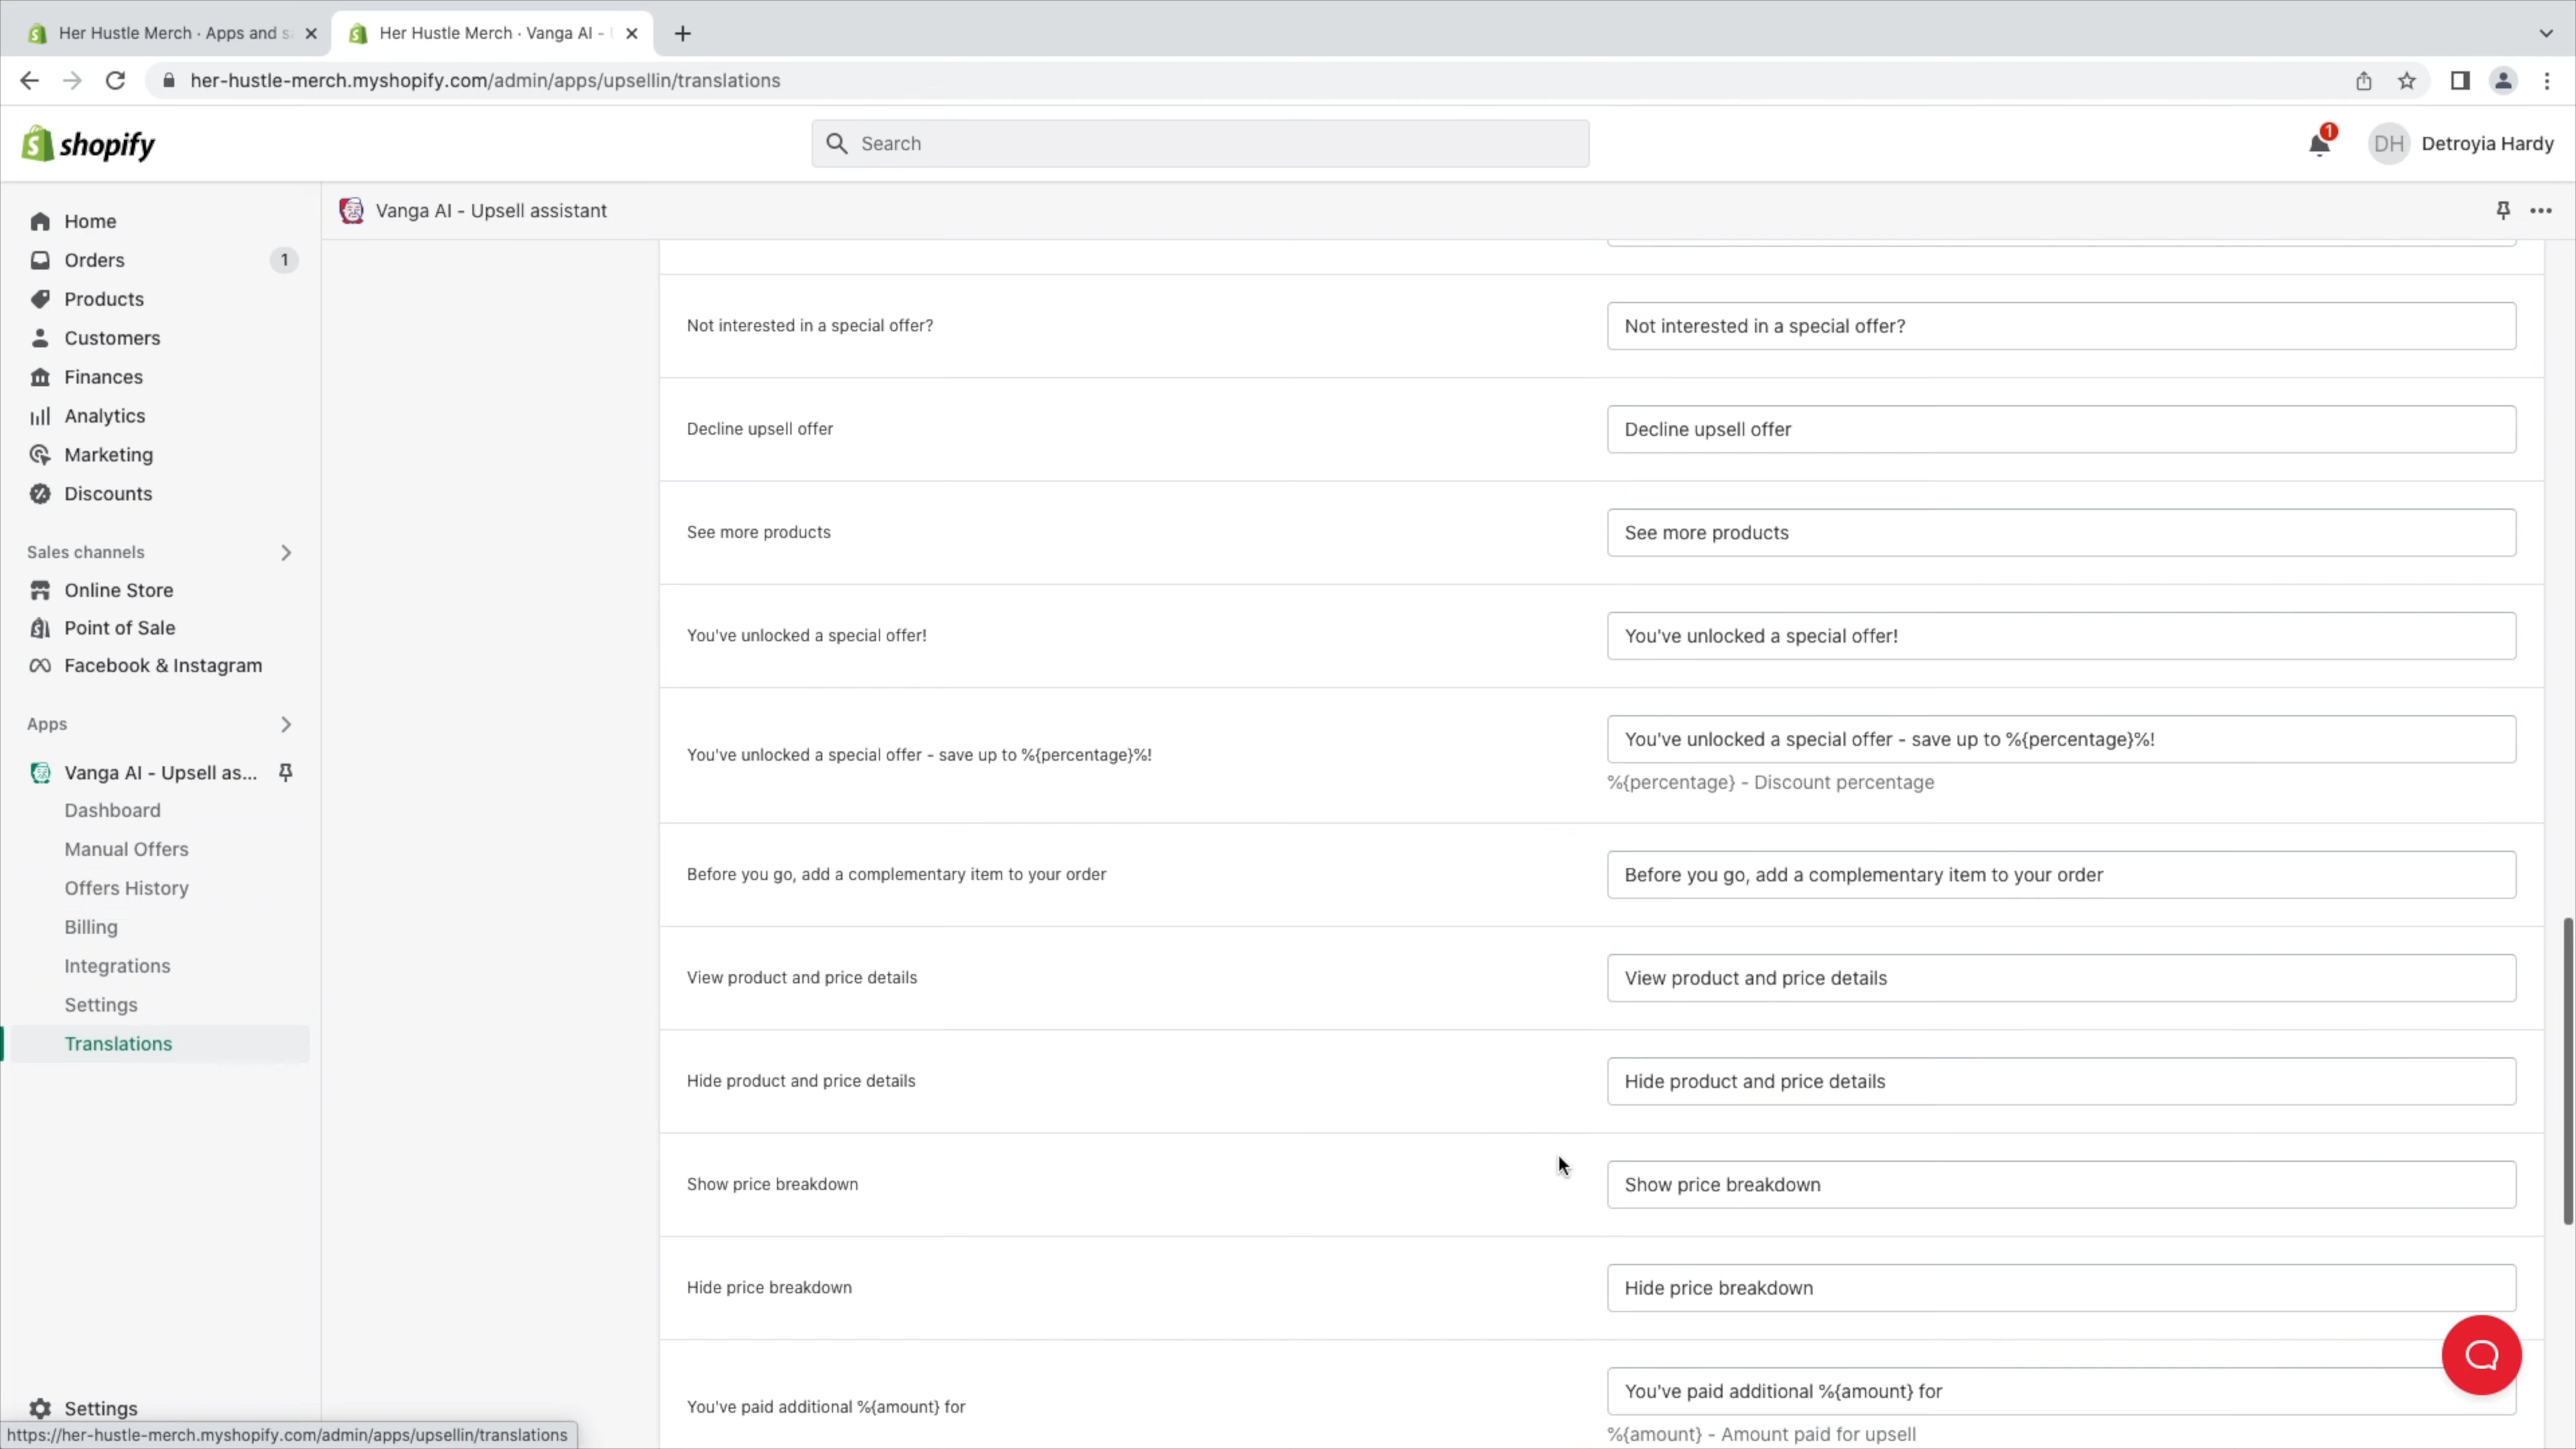 Her Hustle Merch · Apps and s
Her Hustle Merch · Vanga AI -
her-hustle-merch.myshopify.com/admin/apps/upsellin/translations
shopify
Search
1
DH
Detroyia Hardy
Home
Orders
1
Products
Customers
Finances
Analytics
Marketing
Discounts
Sales channels
Online Store
Point of Sale
Facebook & Instagram
Apps
Vanga AI - Upsell as...
Dashboard
Manual Offers
Offers History
Billing
Integrations
Settings
Translations
Settings
https://her-hustle-merch.myshopify.com/admin/apps/upsellin/translations
Vanga AI - Upsell assistant
Not interested in a special offer?
Not interested in a special offer?
Decline upsell offer
Decline upsell offer
See more products
See more products
You've unlocked a special offer!
You've unlocked a special offer!
You've unlocked a special offer - save up to %{percentage}%!
You've unlocked a special offer - save up to %{percentage}%!
%{percentage} - Discount percentage
Before you go, add a complementary item to your order
Before you go, add a complementary item to your order
View product and price details
View product and price details
Hide product and price details
Hide product and price details
Show price breakdown
Show price breakdown
Hide price breakdown
Hide price breakdown
You've paid additional %{amount} for
You've paid additional %{amount} for
%{amount} - Amount paid for upsell